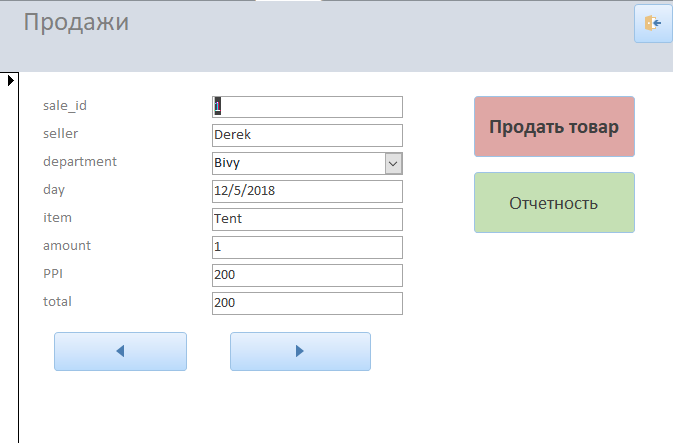 Продажи
sale_id 1
seller Derek
department Bivy
day 12/5/2018
item Tent
amount 1
PPI 200
total 200
Продать товар
Отчетность